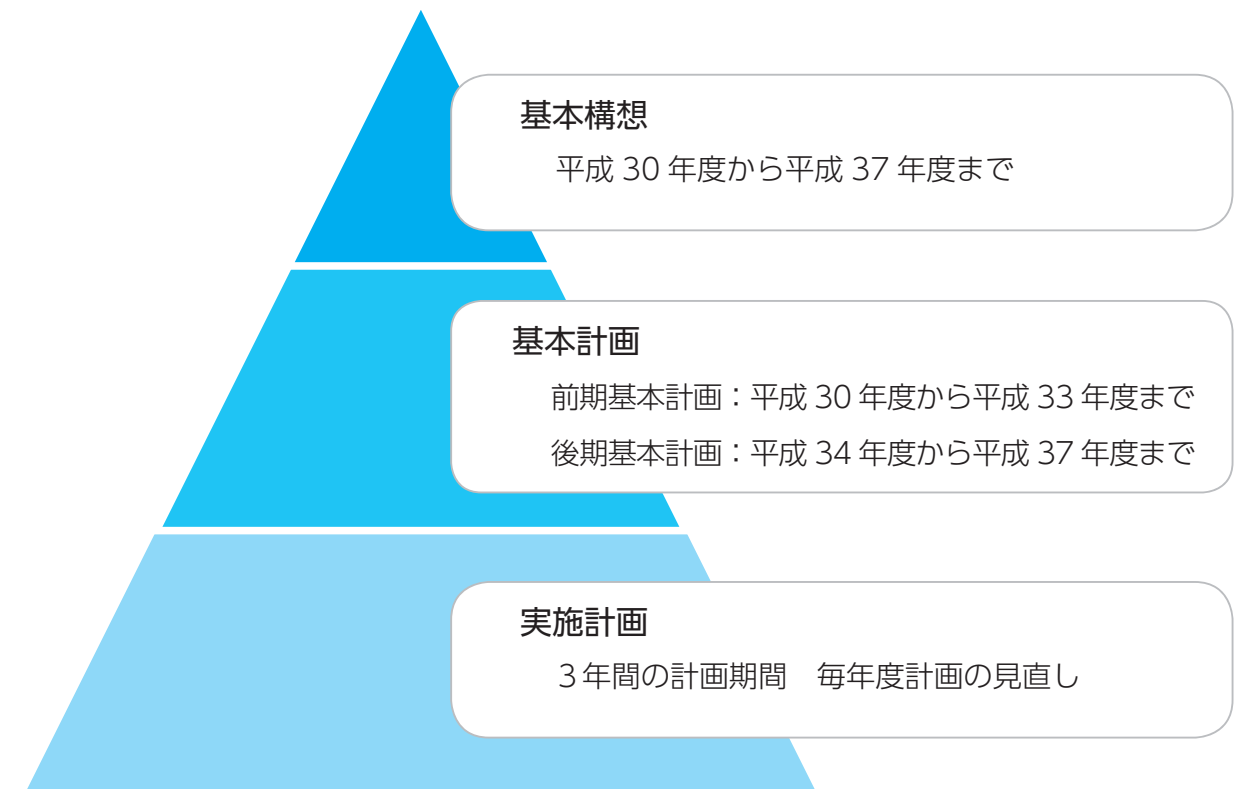 基本構想
平成 30 年度から平成 37 年度まで
基本計画
前期基本計画：平成 30 年度から平成 33 年度まで
後期基本計画：平成 34 年度から平成 37 年度まで
実施計画
３年間の計画期間　毎年度計画の見直し